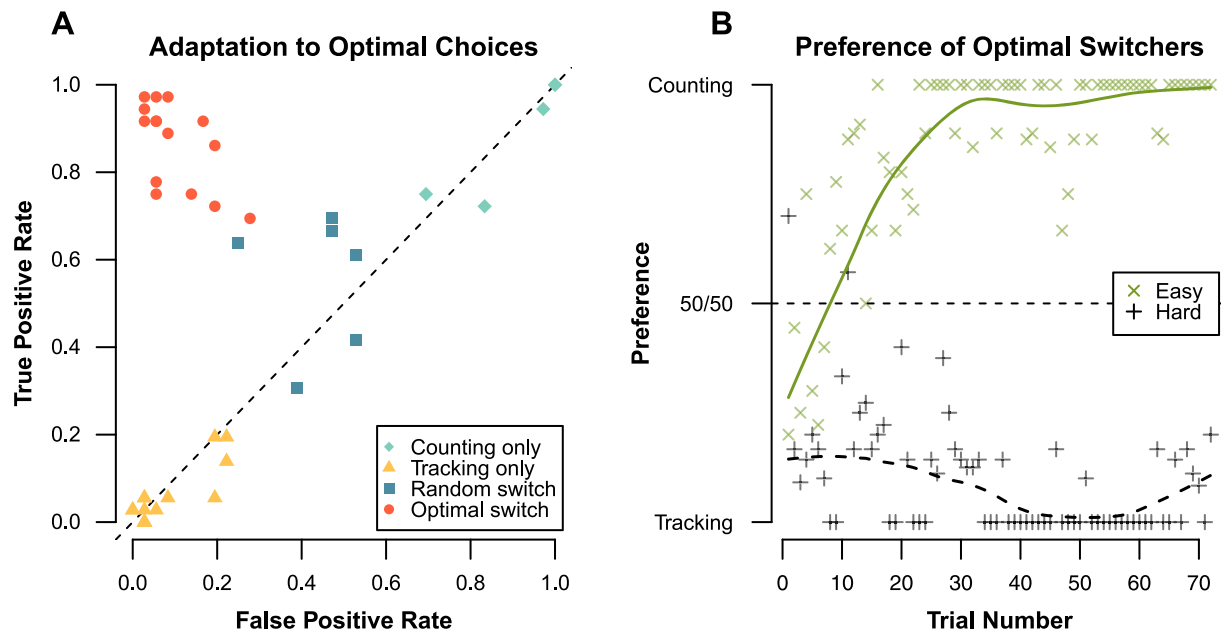 A
Adaptation to Optimal Choices
True Positive Rate
1.0
0.8
0.6
0.4
0.2
0.0
Counting only
Tracking only
Random switch
Optimal switch
0.0 0.2 0.4 0.6 0.8 1.0
False Positive Rate
B
Preference of Optimal Switchers
Preference
Counting
50/50
Tracking
Easy
Hard
0 10 20 30 40 50 60 70
Trial Number